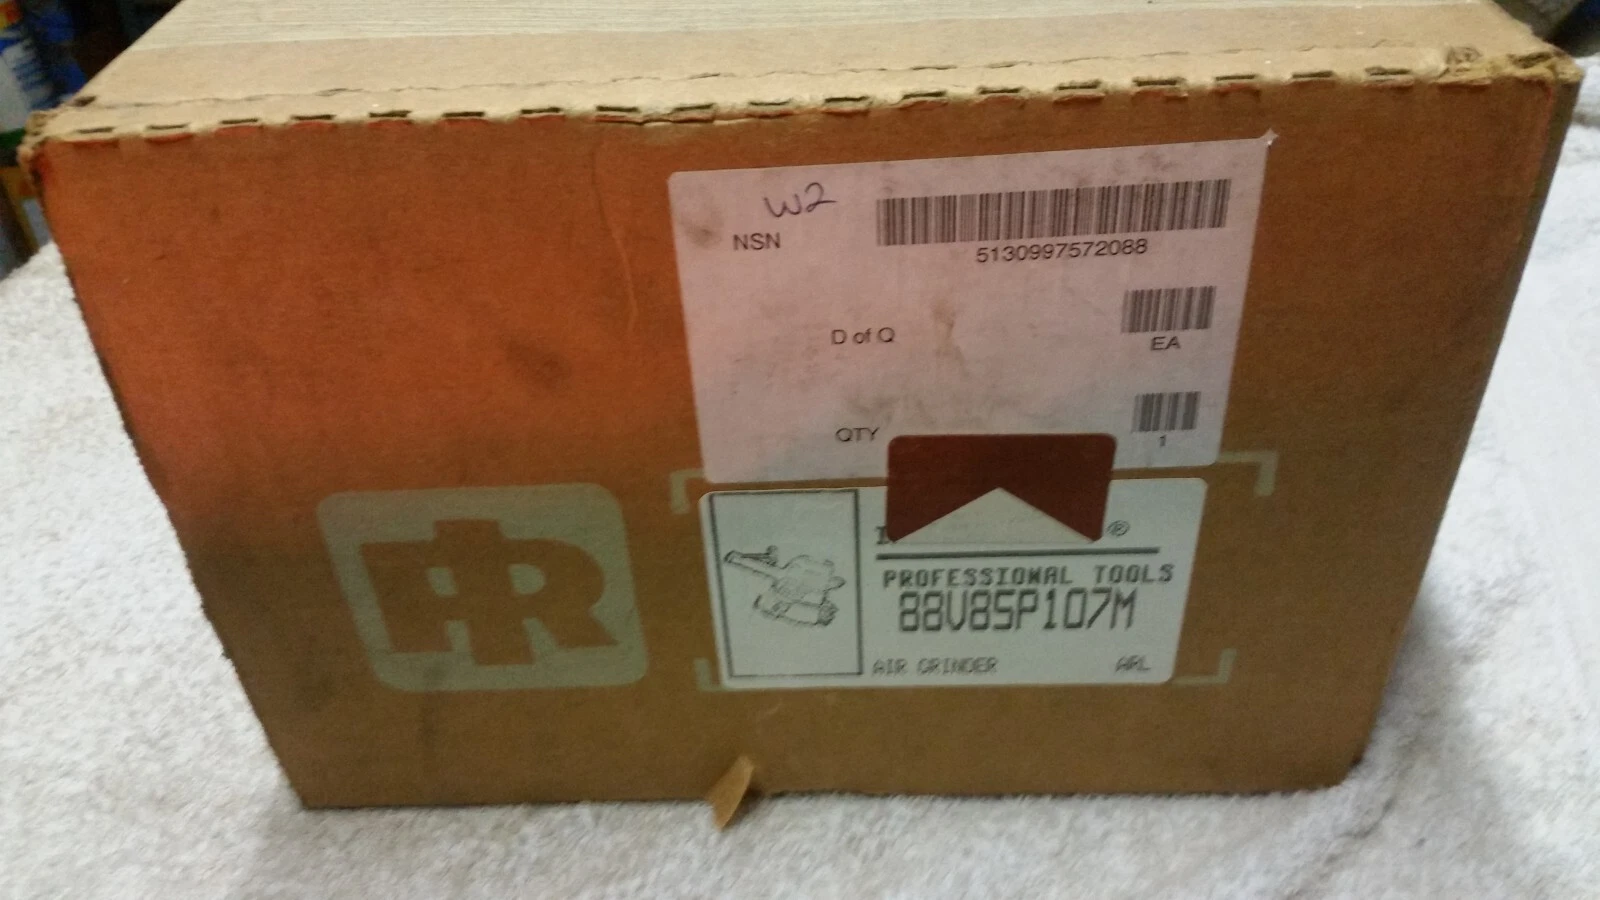 W2
NSN
5130997572088
D of Q
EA
QTY
1
IR
®
PROFESSIONAL TOOLS
88V85P107M
AIR GRINDER ARL